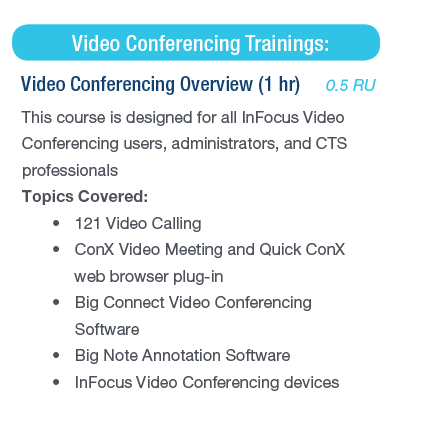 Video Conferencing Trainings:
Video Conferencing Overview (1 hr) 0.5 RU
This course is designed for all InFocus Video
Conferencing users, administrators, and CTS
professionals
Topics Covered:
• 121 Video Calling
• ConX Video Meeting and Quick ConX
web browser plug-in
• Big Connect Video Conferencing
Software
• Big Note Annotation Software
• InFocus Video Conferencing devices